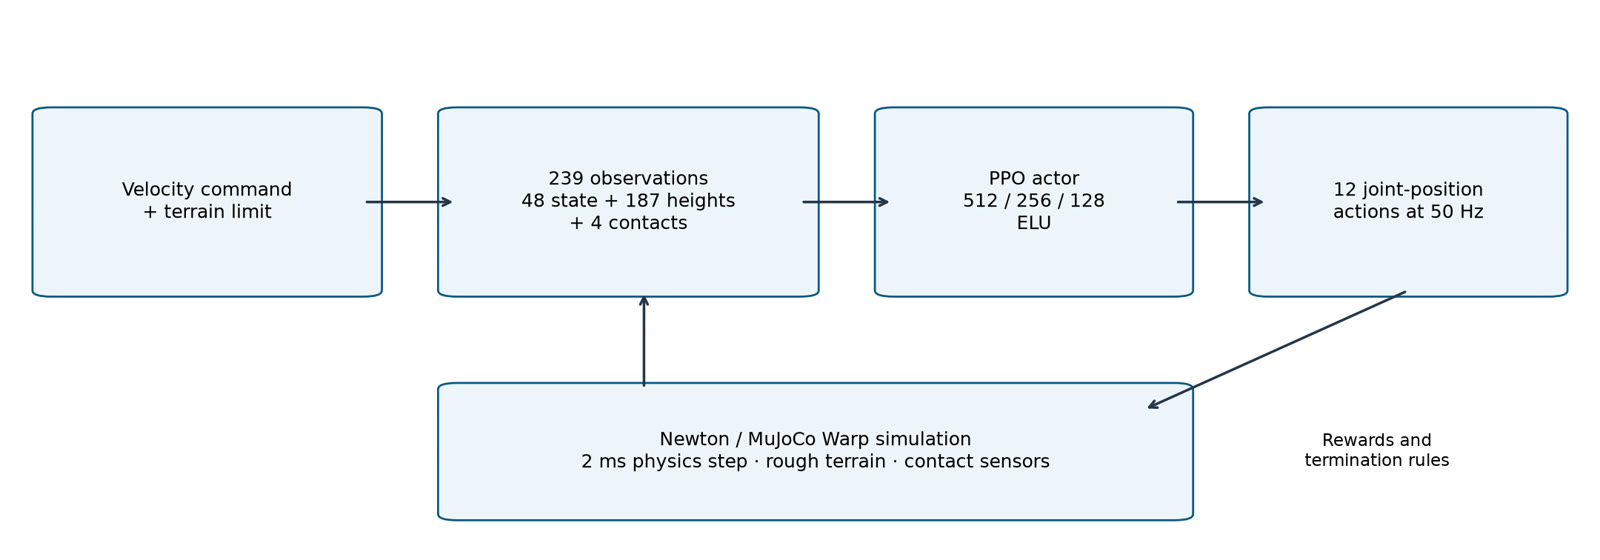 Velocity command
+ terrain limit
239 observations
48 state + 187 heights
+ 4 contacts
PPO actor
512 / 256 / 128
ELU
12 joint-position
actions at 50 Hz
Newton / MuJoCo Warp simulation
2 ms physics step · rough terrain · contact sensors
Rewards and
termination rules